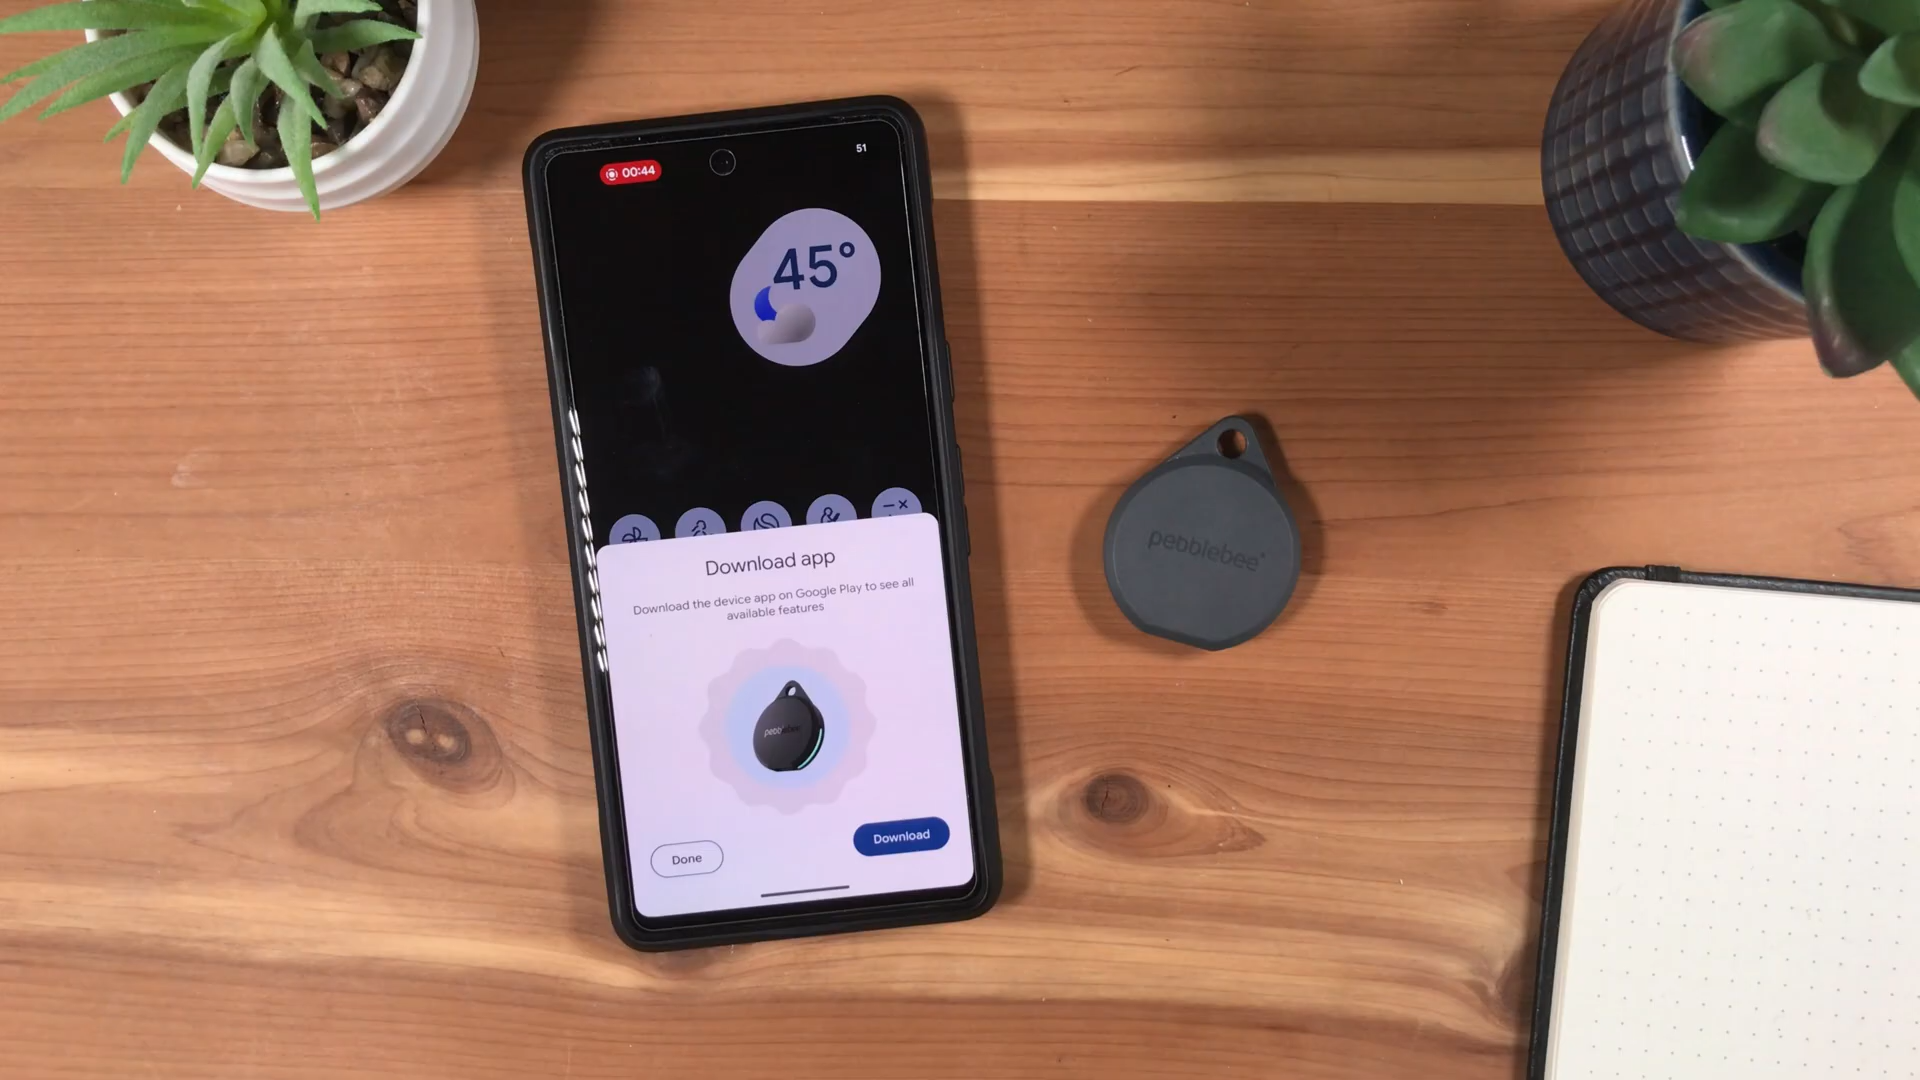 00:44
51
45°
Download app
Download the device app on Google Play to see all
available features
pebblebee
Done
Download
pebblebee